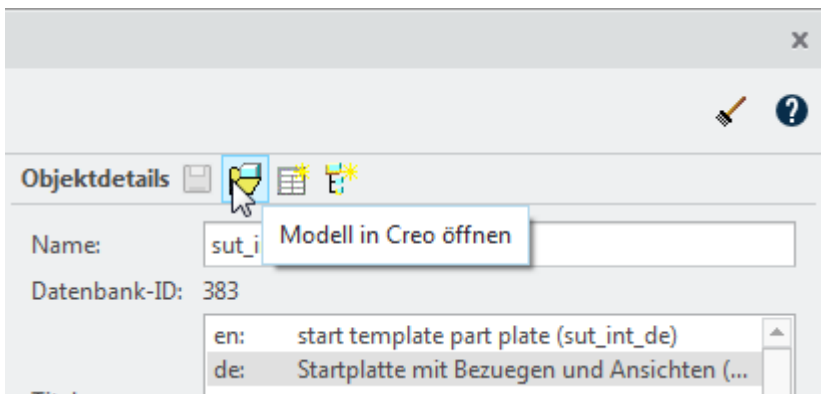 Objektdetails
Name: sut_i
Modell in Creo öffnen
Datenbank-ID: 383
en: start template part plate (sut_int_de)
de: Startplatte mit Bezuegen und Ansichten (...